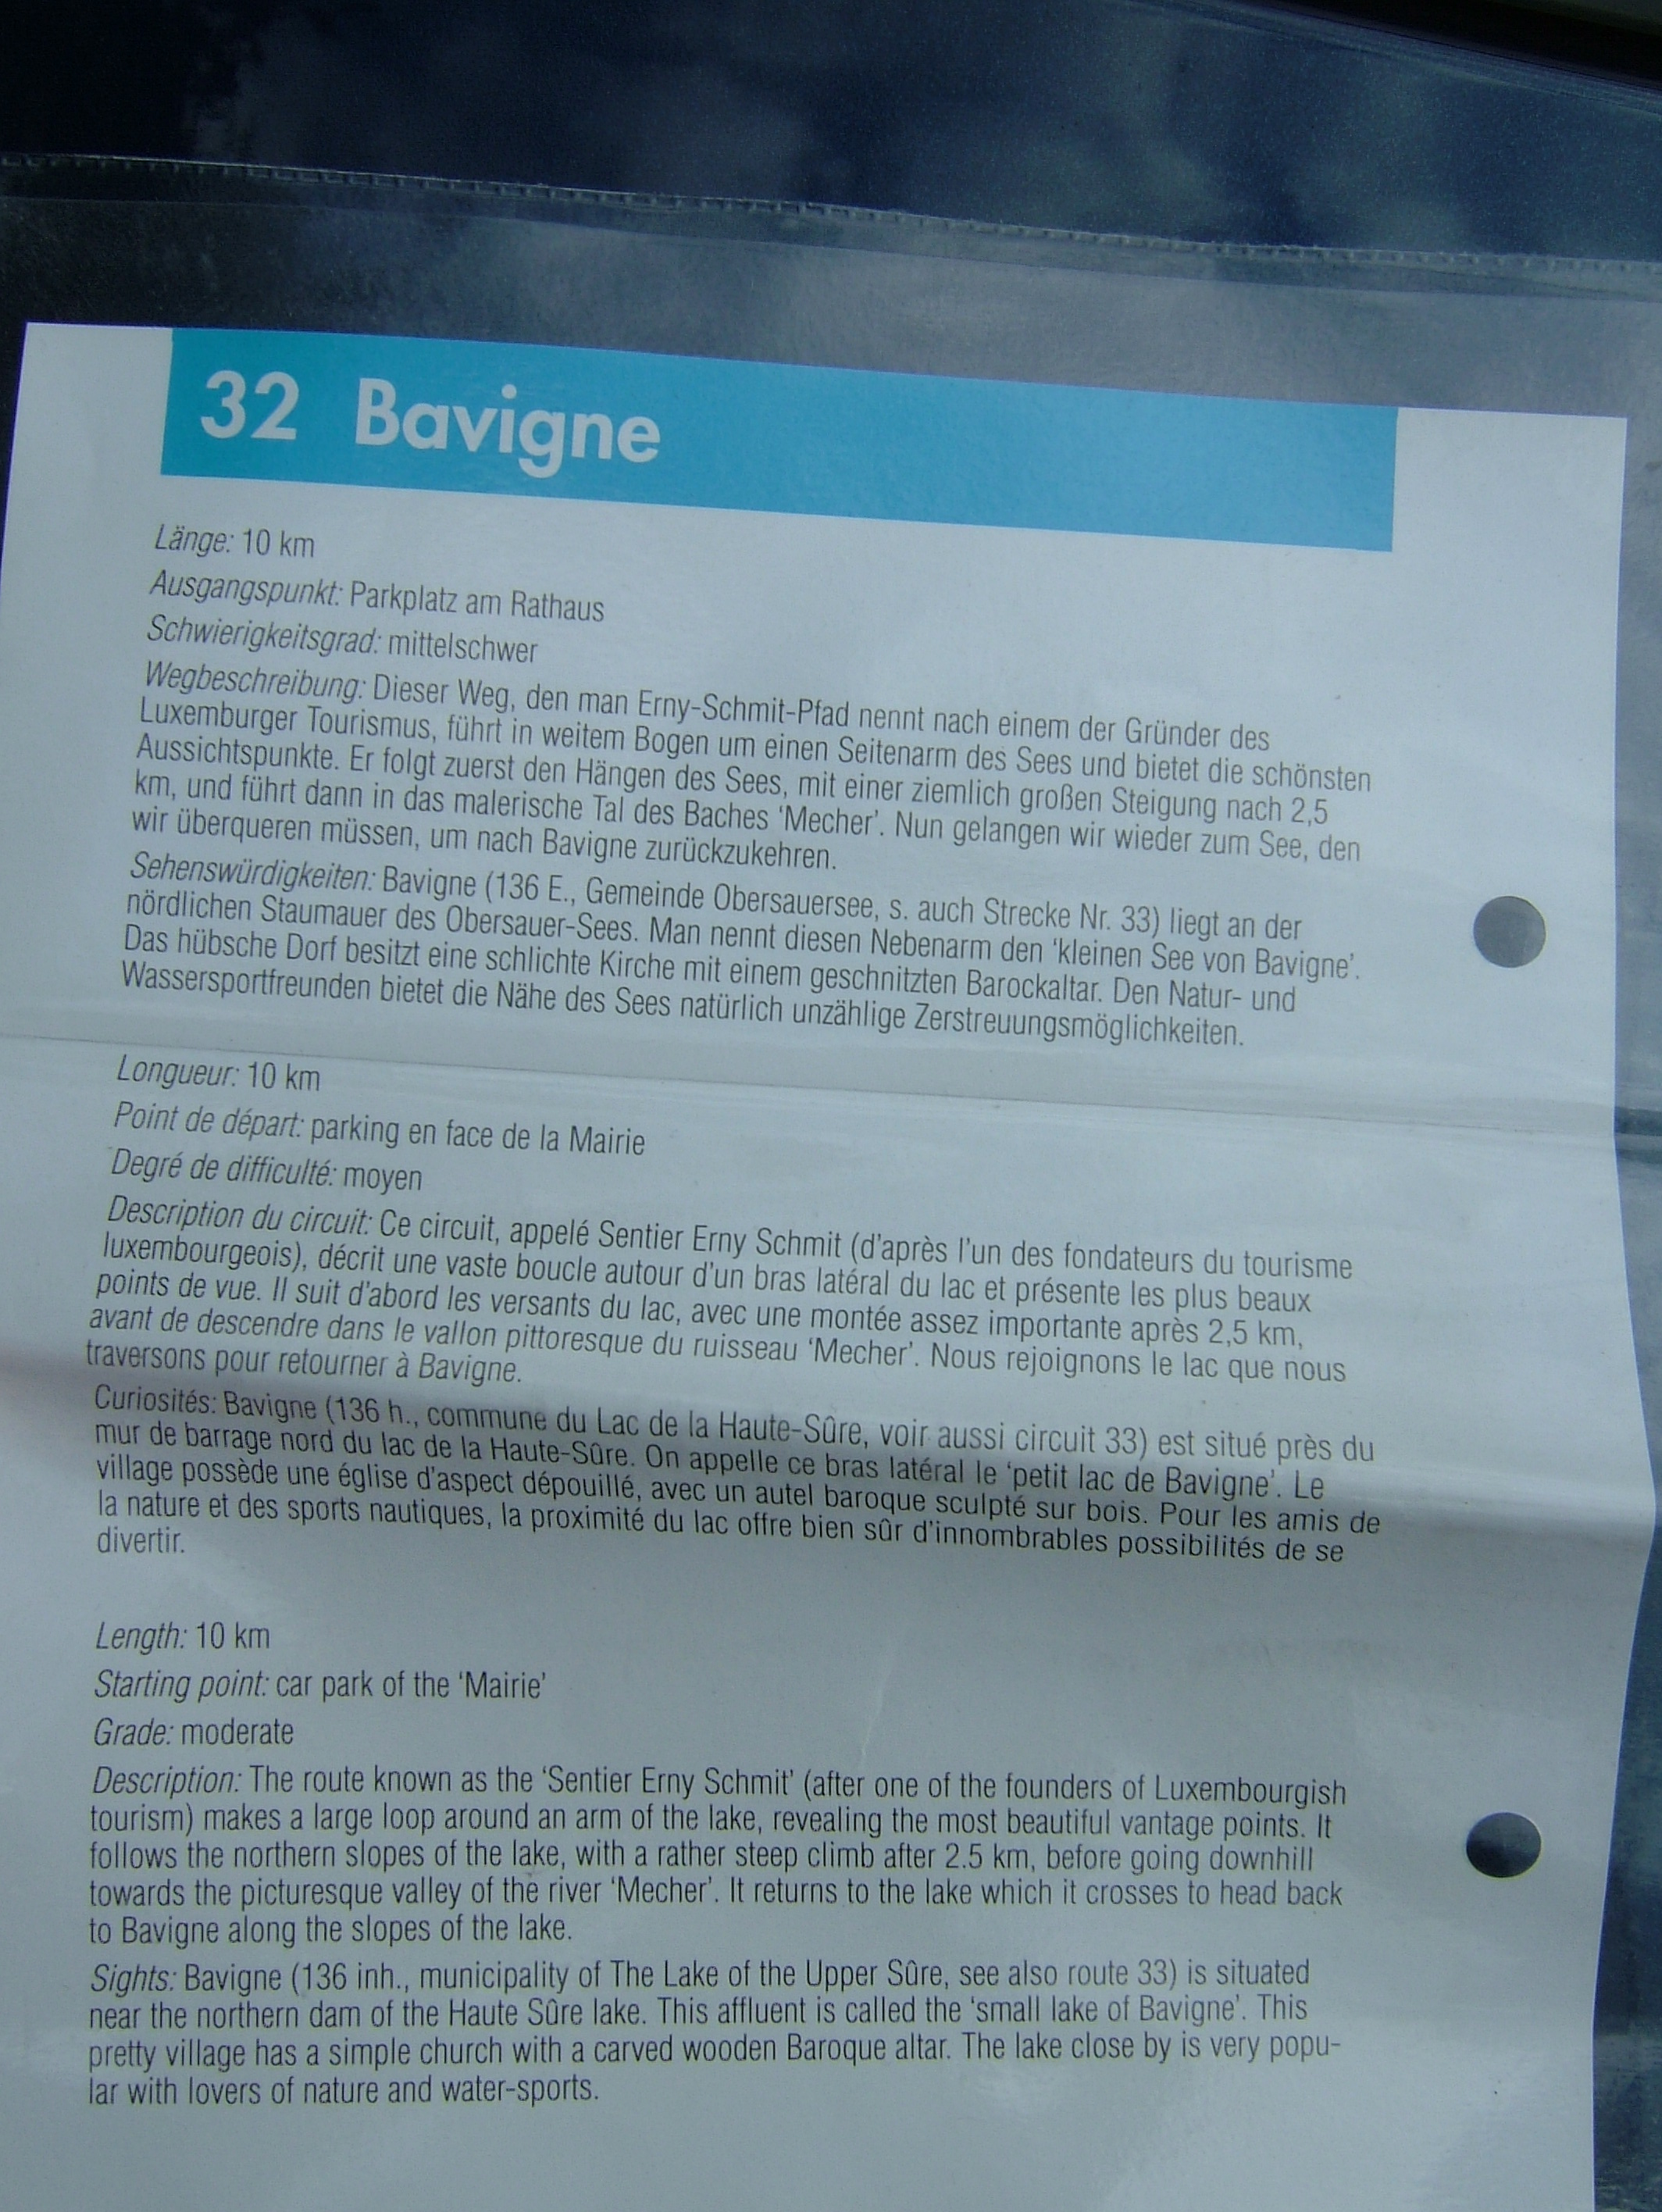 32 Bavigne
Länge: 10 km
Ausgangspunkt: Parkplatz am Rathaus
Schwierigkeitsgrad: mittelschwer
Wegbeschreibung: Dieser Weg, den man Erny-Schmit-Pfad nennt nach einem der Gründer des
Luxemburger Tourismus, führt in weitem Bogen um einen Seitenarm des Sees und bietet die schönsten
Aussichtspunkte. Er folgt zuerst den Hängen des Sees, mit einer ziemlich großen Steigung nach 2,5
km, und führt dann in das malerische Tal des Baches 'Mecher'. Nun gelangen wir wieder zum See, den
wir überqueren müssen, um nach Bavigne zurückzukehren.
Sehenswürdigkeiten: Bavigne (136 E., Gemeinde Obersauersee, s. auch Strecke Nr. 33) liegt an der
nördlichen Staumauer des Obersauer-Sees. Man nennt diesen Nebenarm den 'kleinen See von Bavigne'.
Das hübsche Dorf besitzt eine schlichte Kirche mit einem geschnitzten Barockaltar. Den Natur- und
Wassersportfreunden bietet die Nähe des Sees natürlich unzählige Zerstreuungsmöglichkeiten.
Longueur: 10 km
Point de départ: parking en face de la Mairie
Degré de difficulté: moyen
Description du circuit: Ce circuit, appelé Sentier Erny Schmit (d'après l'un des fondateurs du tourisme
luxembourgeois), décrit une vaste boucle autour d'un bras latéral du lac et présente les plus beaux
points de vue. Il suit d'abord les versants du lac, avec une montée assez importante après 2,5 km,
avant de descendre dans le vallon pittoresque du ruisseau 'Mecher'. Nous rejoignons le lac que nous
traversons pour retourner à Bavigne.
Curiosités: Bavigne (136 h., commune du Lac de la Haute-Sûre, voir aussi circuit 33) est situé près du
mur de barrage nord du lac de la Haute-Sûre. On appelle ce bras latéral le 'petit lac de Bavigne'. Le
village possède une église d'aspect dépouillé, avec un autel baroque sculpté sur bois. Pour les amis de
la nature et des sports nautiques, la proximité du lac offre bien sûr d'innombrables possibilités de se
divertir.
Length: 10 km
Starting point: car park of the 'Mairie'
Grade: moderate
Description: The route known as the 'Sentier Erny Schmit' (after one of the founders of Luxembourgish
tourism) makes a large loop around an arm of the lake, revealing the most beautiful vantage points. It
follows the northern slopes of the lake, with a rather steep climb after 2.5 km, before going downhill
towards the picturesque valley of the river 'Mecher'. It returns to the lake which it crosses to head back
to Bavigne along the slopes of the lake.
Sights: Bavigne (136 inh., municipality of The Lake of the Upper Sûre, see also route 33) is situated
near the northern dam of the Haute Sûre lake. This affluent is called the 'small lake of Bavigne'. This
pretty village has a simple church with a carved wooden Baroque altar. The lake close by is very popu-
lar with lovers of nature and water-sports.